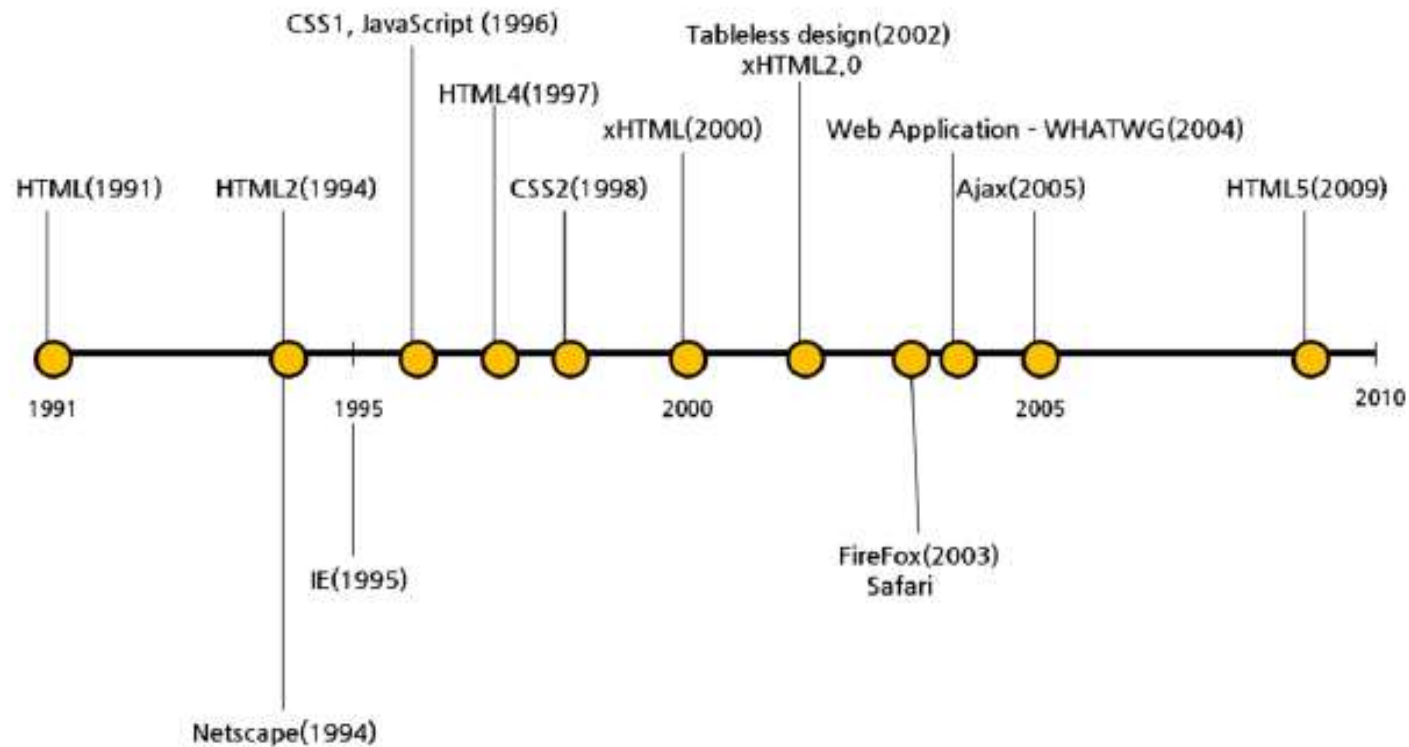 CSS1, JavaScript (1996)
Tableless design(2002)
xHTML2.0
HTML4(1997)
xHTML(2000)
Web Application - WHATWG(2004)
HTML(1991)
HTML2(1994)
CSS2(1998)
Ajax(2005)
HTML5(2009)
1991
1995
2000
2005
2010
FireFox(2003)
Safari
IE(1995)
Netscape(1994)